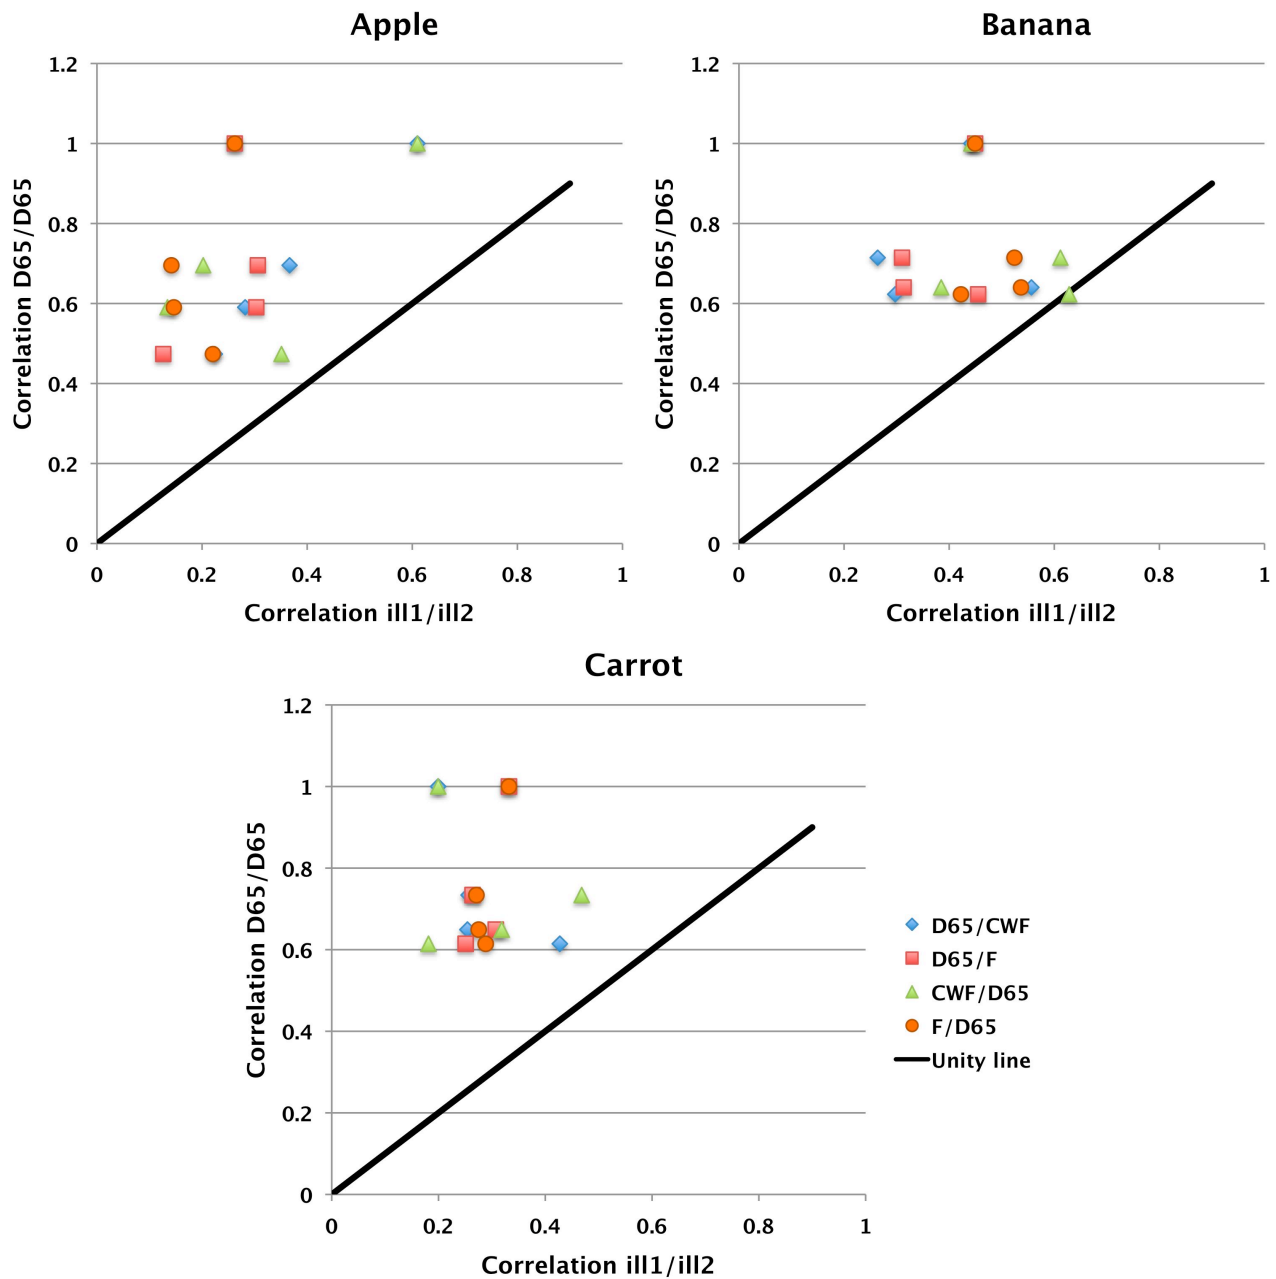 Apple
1.2
1
0.8
0.6
0.4
0.2
0
0 0.2 0.4 0.6 0.8 1
Correlation D65/D65
Correlation ill1/ill2
Banana
1.2
1
0.8
0.6
0.4
0.2
0
0 0.2 0.4 0.6 0.8 1
Correlation D65/D65
Correlation ill1/ill2
Carrot
1.2
1
0.8
0.6
0.4
0.2
0
0 0.2 0.4 0.6 0.8 1
Correlation D65/D65
Correlation ill1/ill2
D65/CWF
D65/F
CWF/D65
F/D65
Unity line